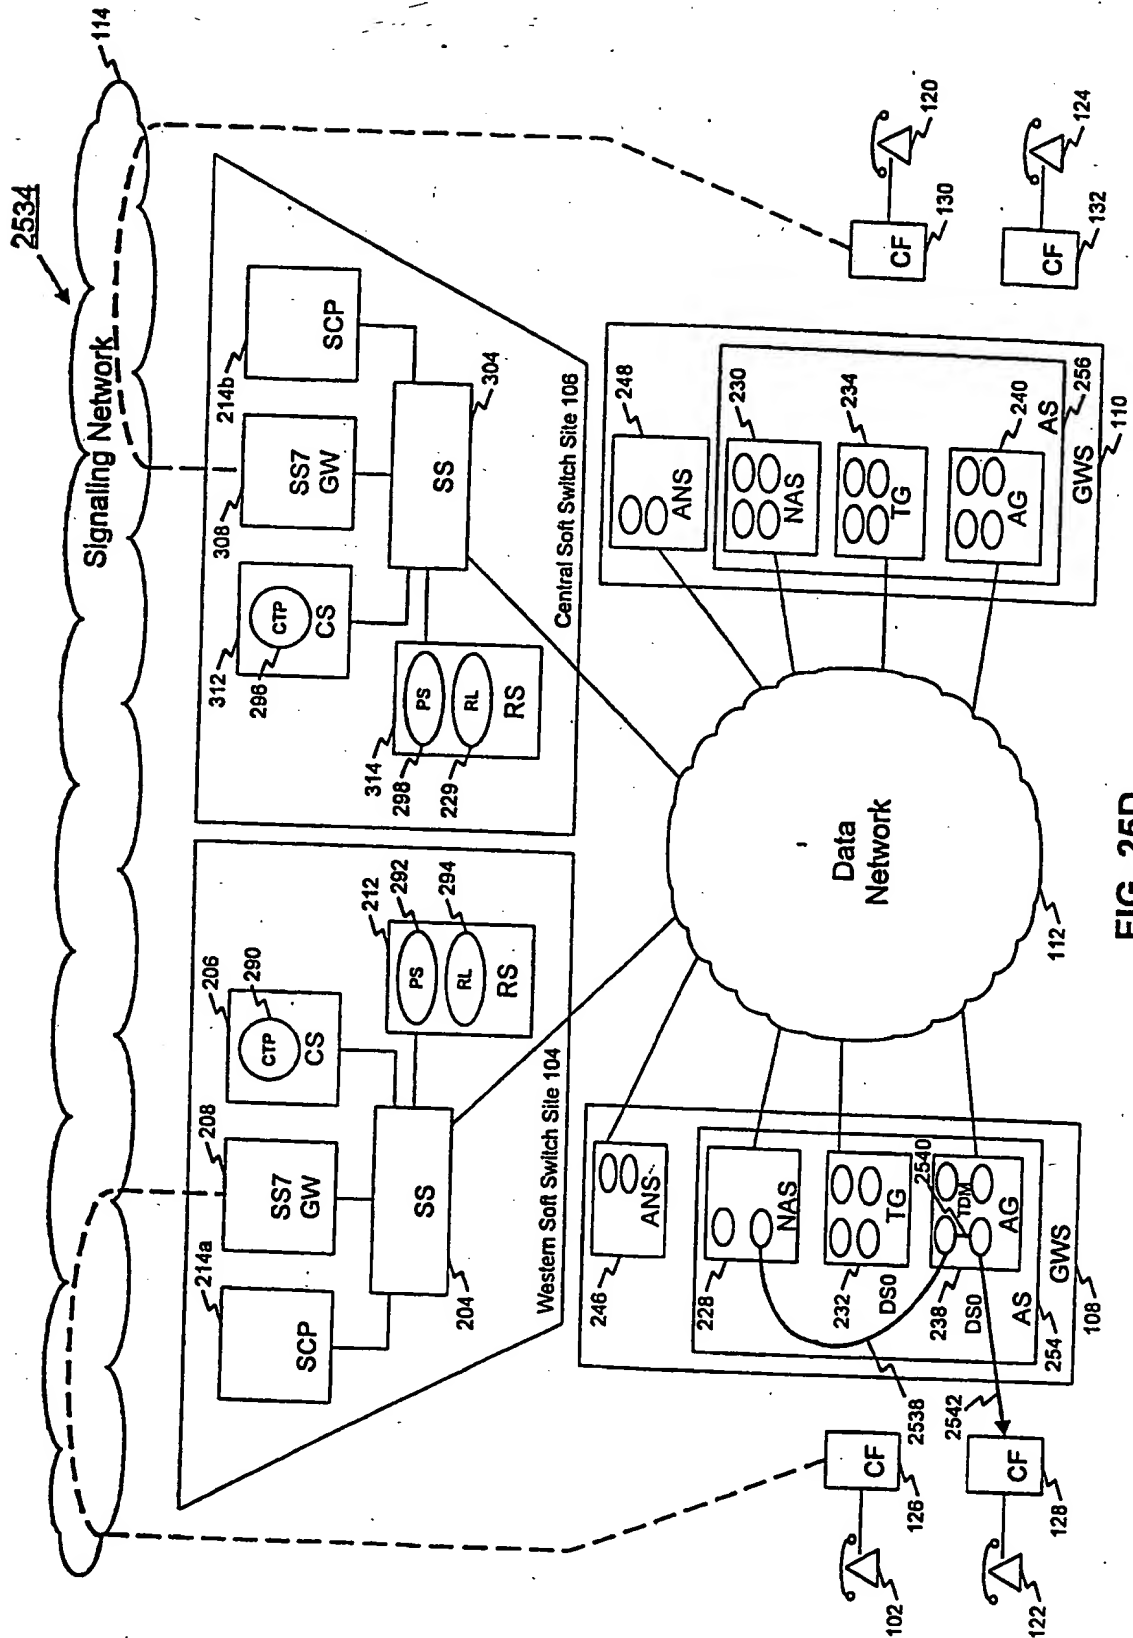 2534
Signaling Network
114
214a
SCP
208
SS7
GW
206
290
CTP
CS
212
292
PS
294
RL
RS
SS
204
Western Soft Switch Site 104
312
296
CTP
CS
308
SS7
GW
214b
SCP
314
298
PS
229
RL
RS
SS
304
Central Soft Switch Site 106
246
ANS
228
NAS
232
TG
DS0
2540
TDM
238
AG
DS0
AS
254
GWS
108
2538
2542
102
126
CF
122
128
CF
Data
Network
112
248
ANS
230
NAS
234
TG
240
AG
AS
256
GWS
110
CF
130
120
CF
132
124
FIG. 25D